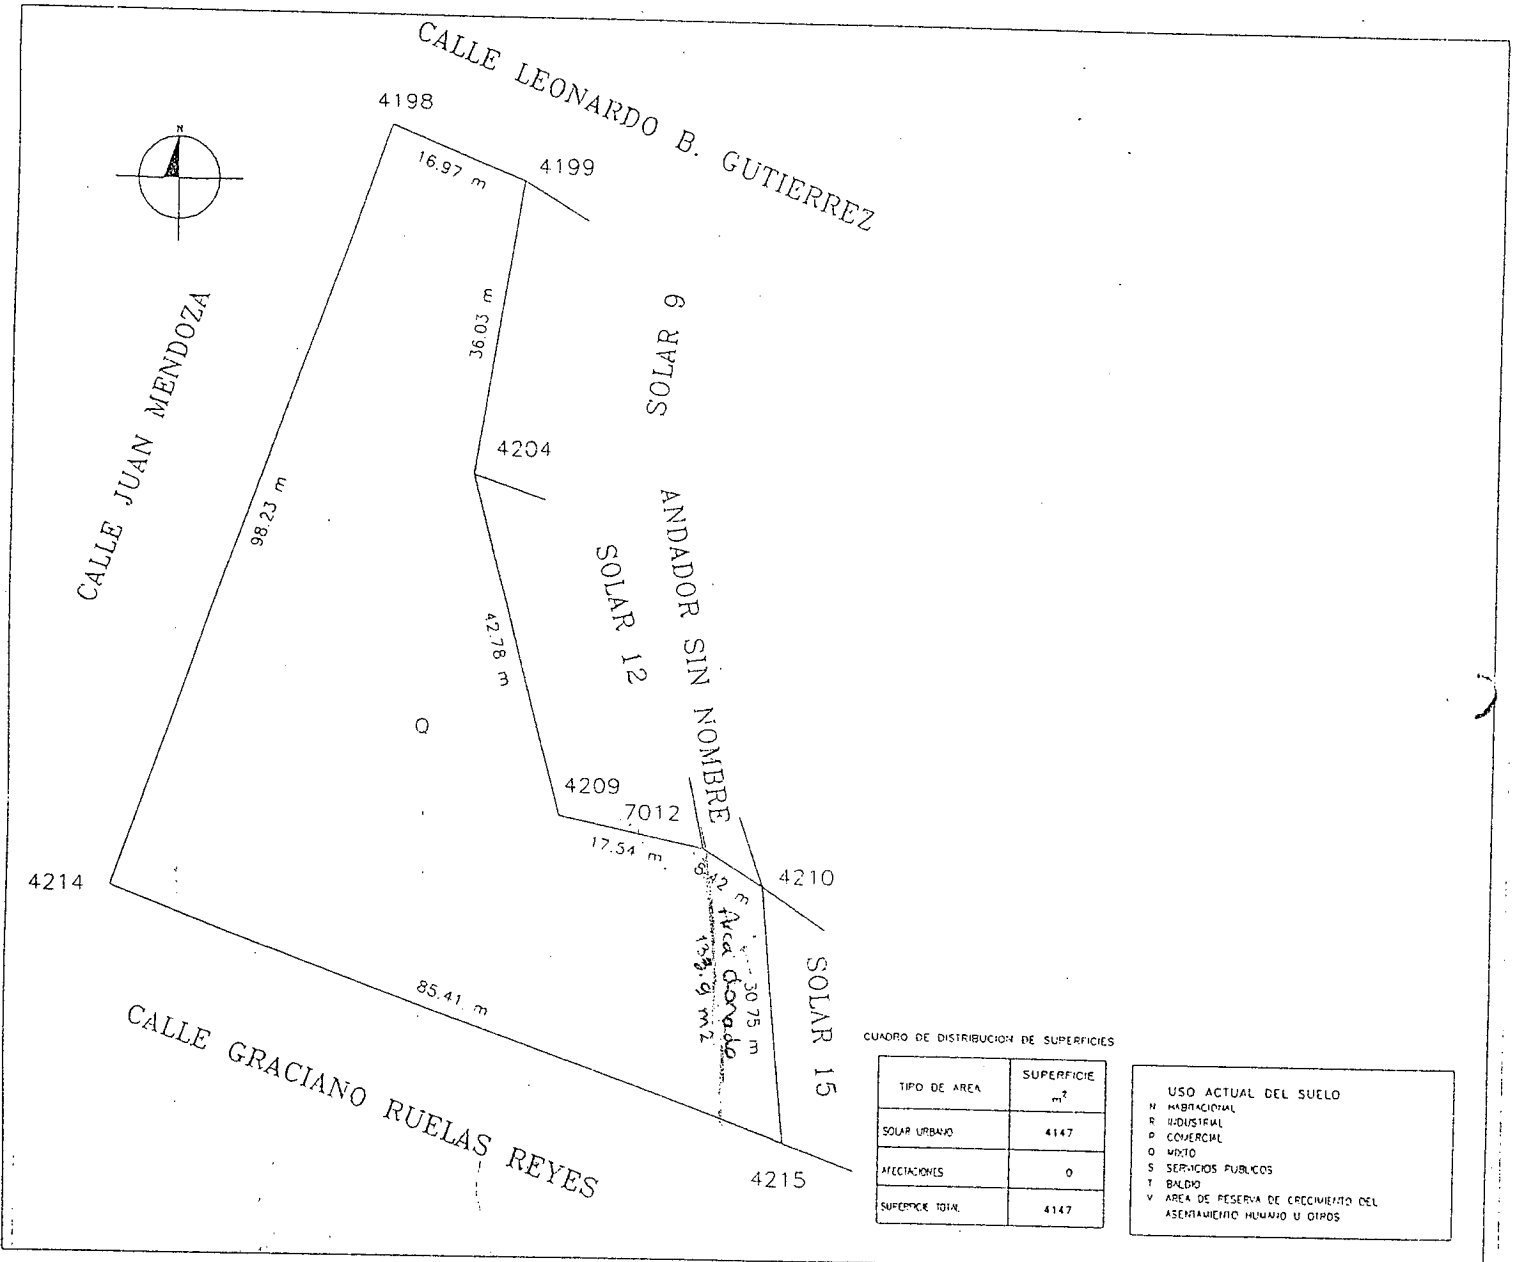 CALLE LEONARDO B. GUTIERREZ
4198
N
16.97 m
4199
CALLE JUAN MENDOZA
36.03 m
SOLAR 9
4204
98.23 m
ANDADOR SIN NOMBRE
SOLAR 12
42.78 m
Q
4209
7012
17.54 m
4214
4210
Area donado
m2
30.75 m
SOLAR 15
85.41 m
CALLE GRACIANO RUELAS REYES
4215
CUADRO DE DISTRIBUCION DE SUPERFICIES
TIPO DE AREA
SUPERFICIE m²
SOLAR URBANO 4147
AFECTACIONES 0
SUPERFICIE TOTAL 4147
USO ACTUAL DEL SUELO
N HABITACIONAL
R INDUSTRIAL
P COMERCIAL
Q MIXTO
S SERVICIOS PUBLICOS
T BALDIO
V AREA DE RESERVA DE CRECIMIENTO DEL
ASENTAMIENTO HUMANO U OTROS